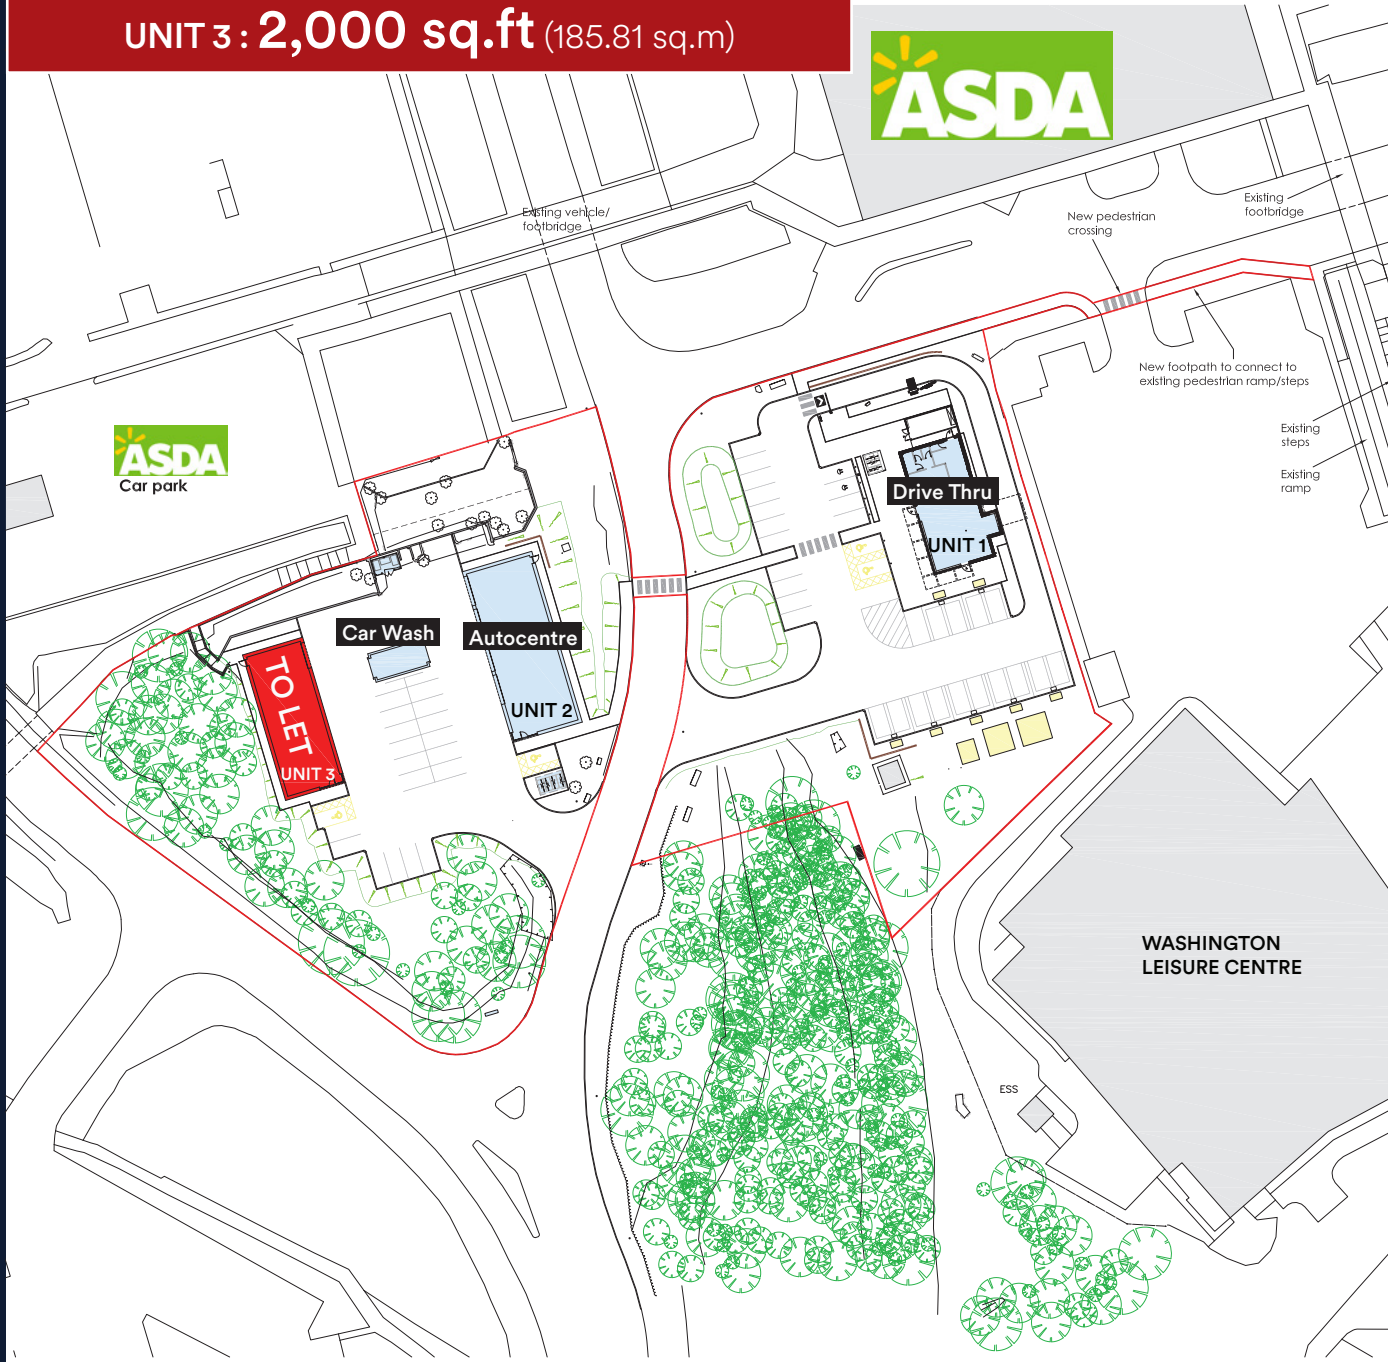 UNIT 3 : 2,000 sq.ft (185.81 sq.m)
ASDA
Existing vehicle/
footbridge
New pedestrian
crossing
Existing
footbridge
New footpath to connect to
existing pedestrian ramp/steps
Existing
steps
Existing
ramp
ASDA
Car park
Drive Thru
UNIT 1
Car Wash
Autocentre
UNIT 2
TO LET
UNIT 3
WASHINGTON
LEISURE CENTRE
ESS